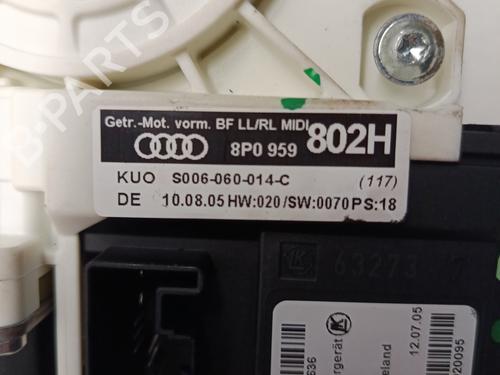 Getr.-Mot. vorm. BF LL/RL MIDI
8P0 959 802H
KUO S006-060-014-C (117)
DE 10.08.05 HW:020/SW:0070 PS:18
63273
12.07.05